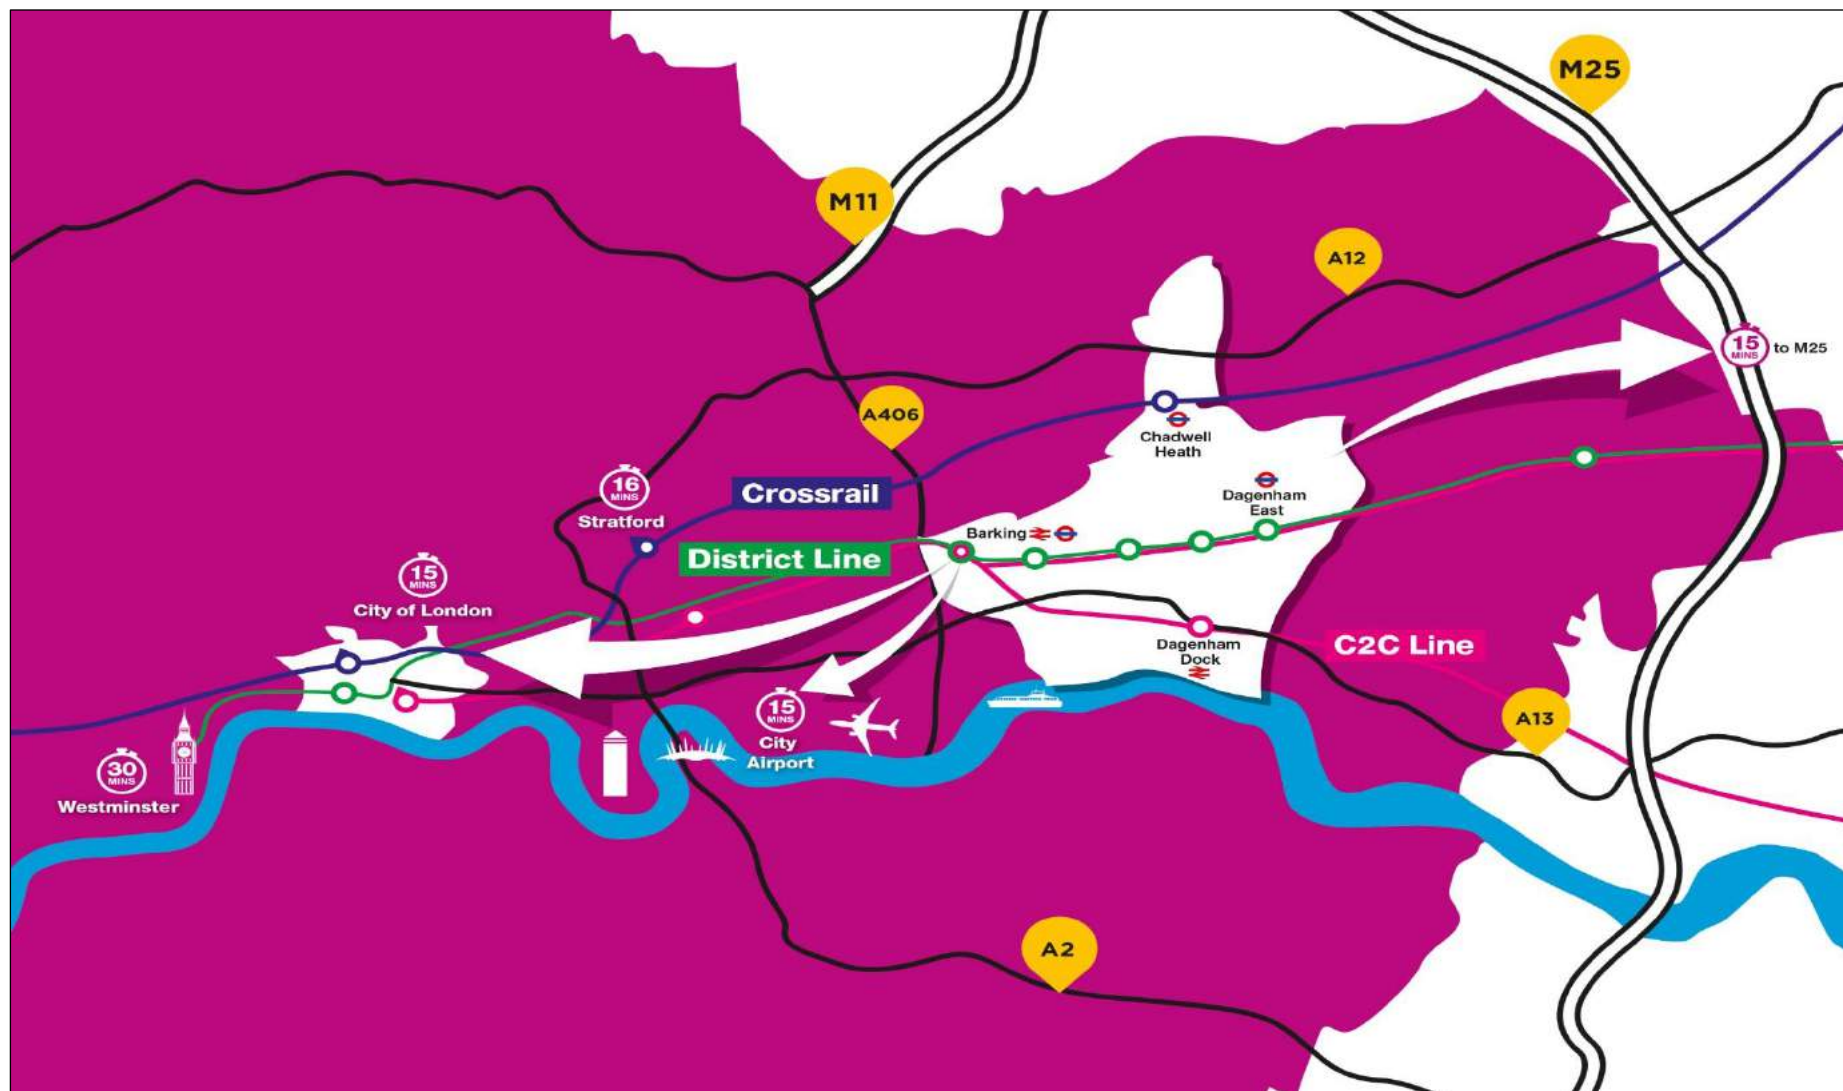 M25
M11
A12
15
MINS
to M25
A406
Chadwell
Heath
16
MINS
Stratford
Crossrail
Dagenham
East
Barking
District Line
15
MINS
City of London
Dagenham
Dock
C2C Line
15
MINS
City
Airport
A13
30
MINS
Westminster
A2